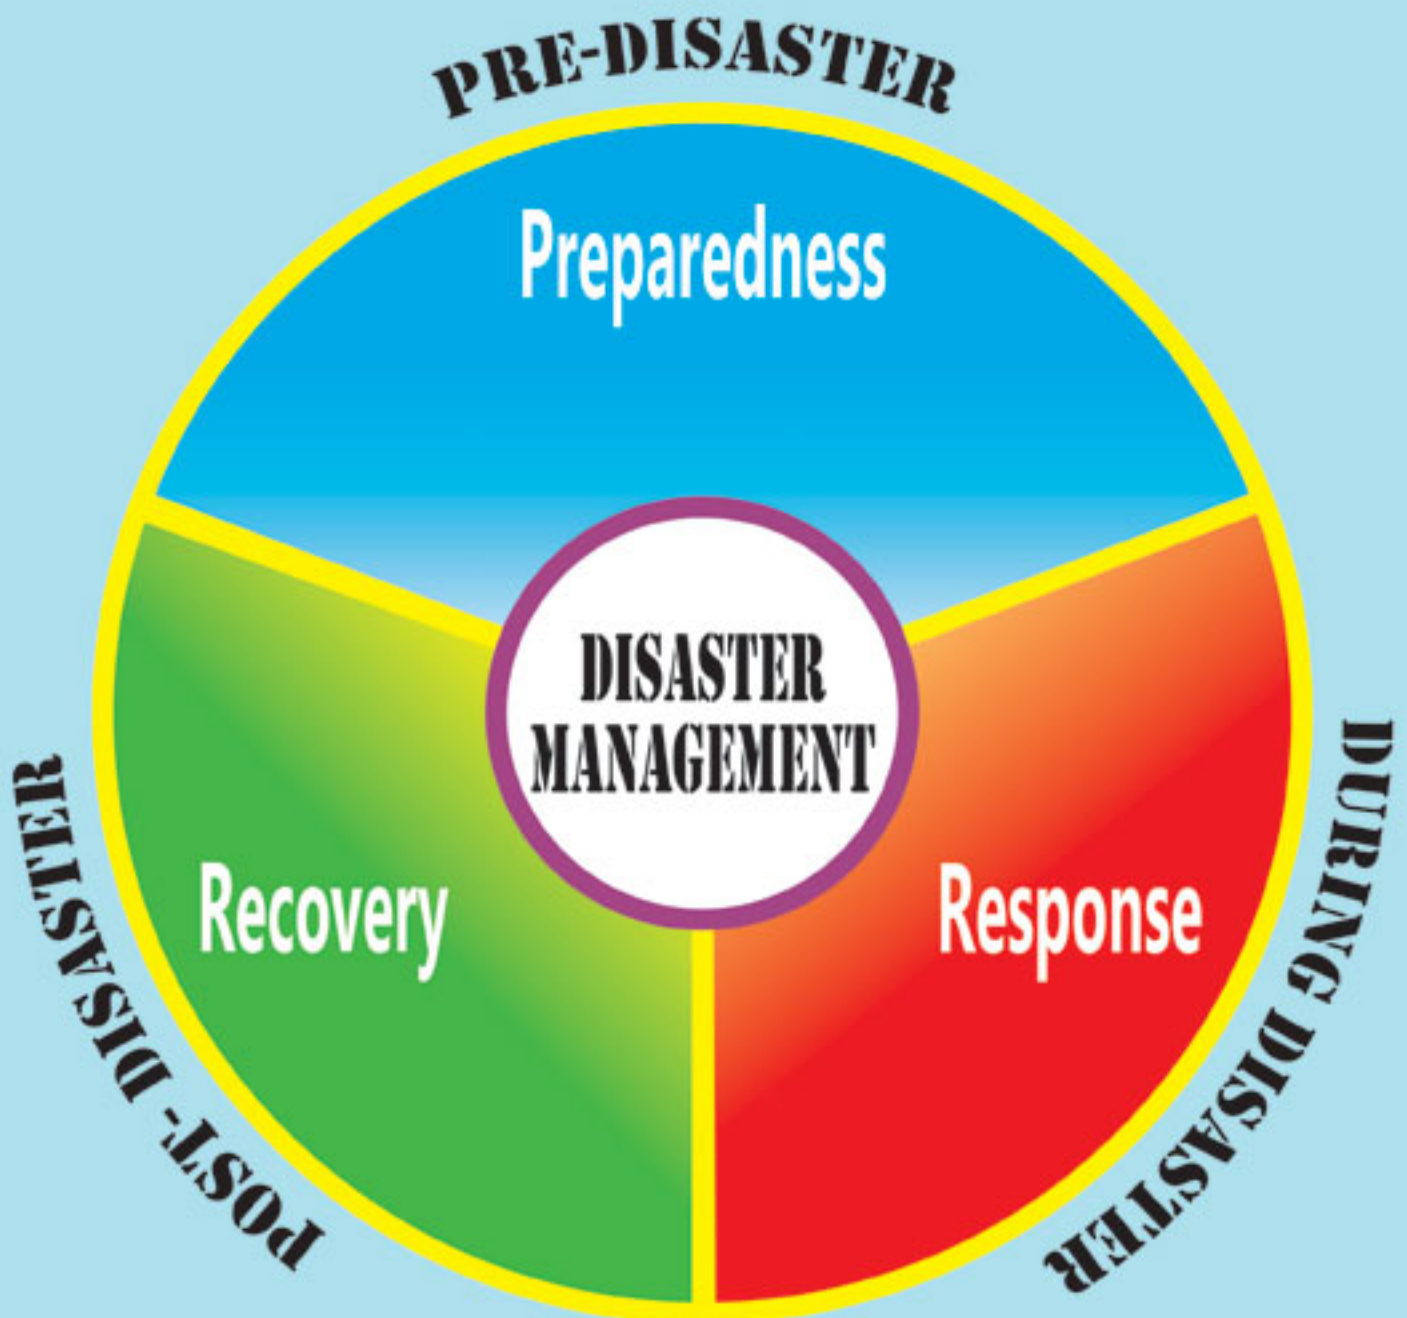 PRE-DISASTER
Preparedness
DISASTER
MANAGEMENT
Recovery
Response
POST- DISASTER
DURING DISASTER